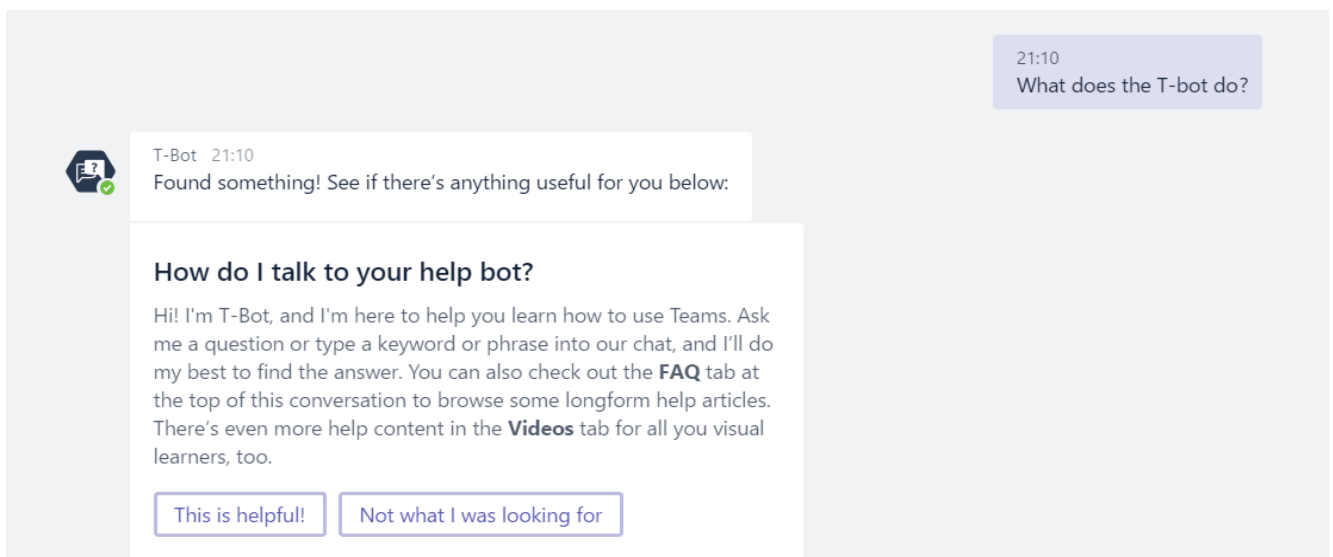 21:10
What does the T-bot do?
T-Bot 21:10
Found something! See if there’s anything useful for you below:
How do I talk to your help bot?
Hi! I'm T-Bot, and I'm here to help you learn how to use Teams. Ask
me a question or type a keyword or phrase into our chat, and I’ll do
my best to find the answer. You can also check out the FAQ tab at
the top of this conversation to browse some longform help articles.
There’s even more help content in the Videos tab for all you visual
learners, too.
This is helpful!
Not what I was looking for